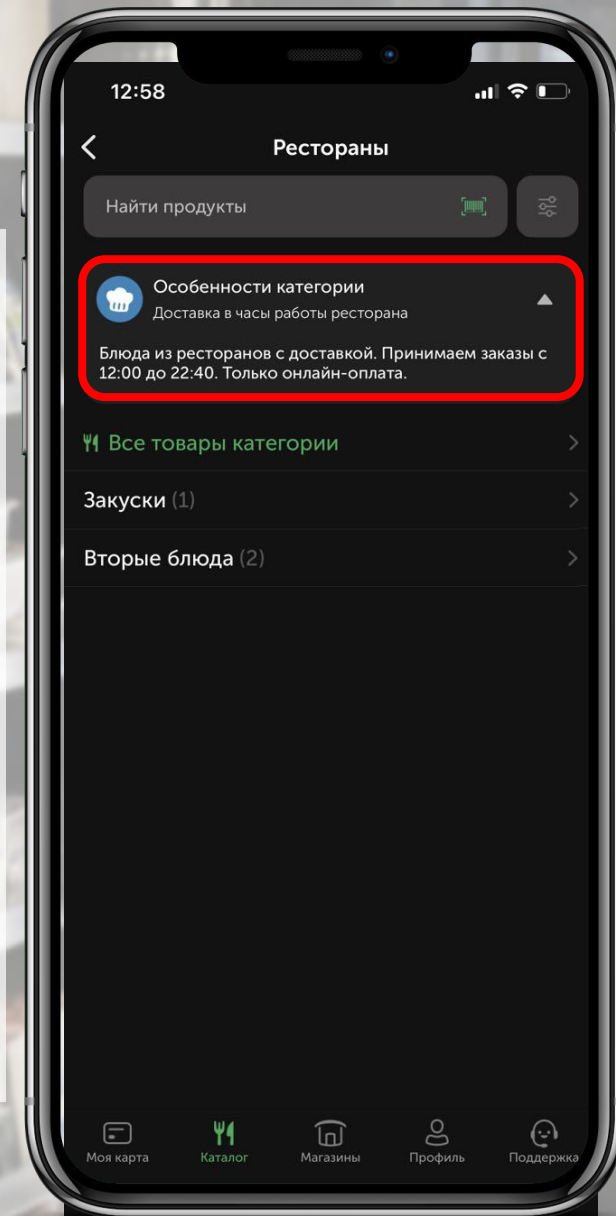 12:58
Рестораны
Найти продукты
Особенности категории
Доставка в часы работы ресторана
Блюда из ресторанов с доставкой. Принимаем заказы с
12:00 до 22:40. Только онлайн-оплата.
Все товары категории
Закуски (1)
Вторые блюда (2)
Моя карта Каталог Магазины Профиль Поддержка